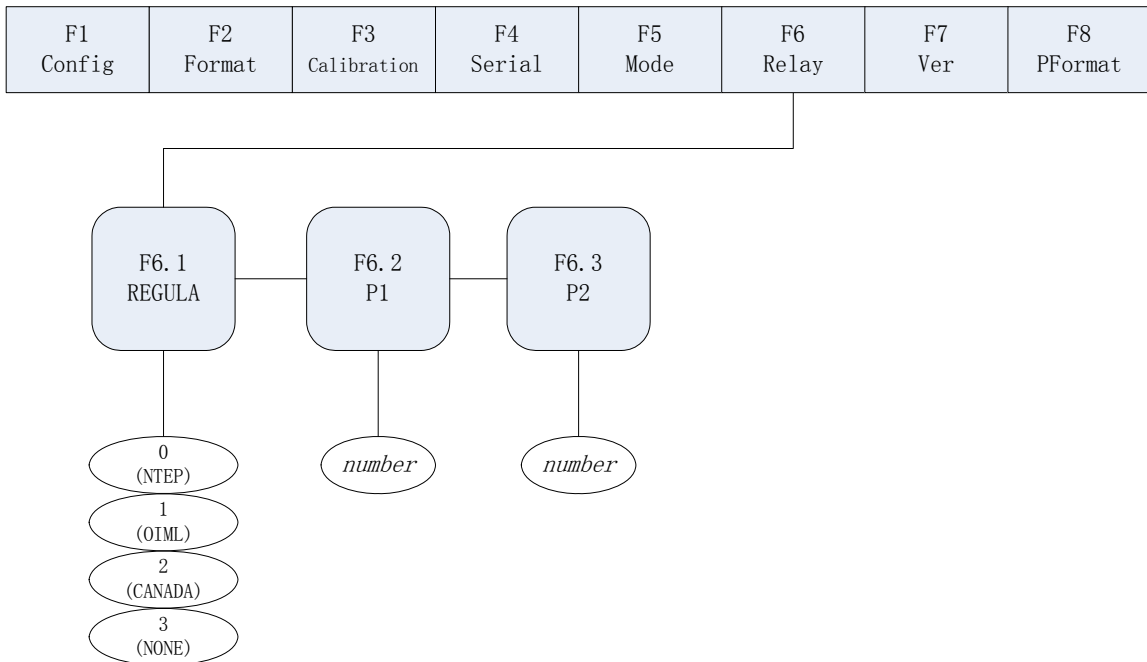 F1
Config
F2
Format
F3
Calibration
F4
Serial
F5
Mode
F6
Relay
F7
Ver
F8
PFormat
F6.1
REGULA
F6.2
P1
F6.3
P2
0
(NTEP)
1
(OIML)
2
(CANADA)
3
(NONE)
number
number